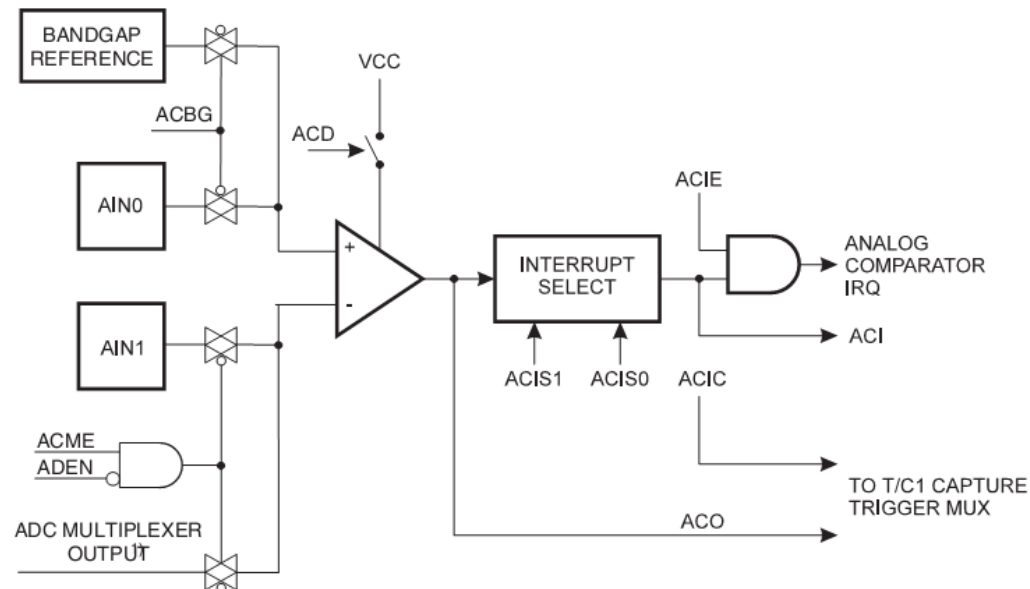 BANDGAP
REFERENCE
VCC
ACBG
ACD
AIN0
ACIE
+
-
INTERRUPT
SELECT
ANALOG
COMPARATOR
IRQ
AIN1
ACI
ACIS1
ACIS0
ACIC
ACME
ADEN
TO T/C1 CAPTURE
TRIGGER MUX
ACO
ADC MULTIPLEXER
OUTPUT
1)